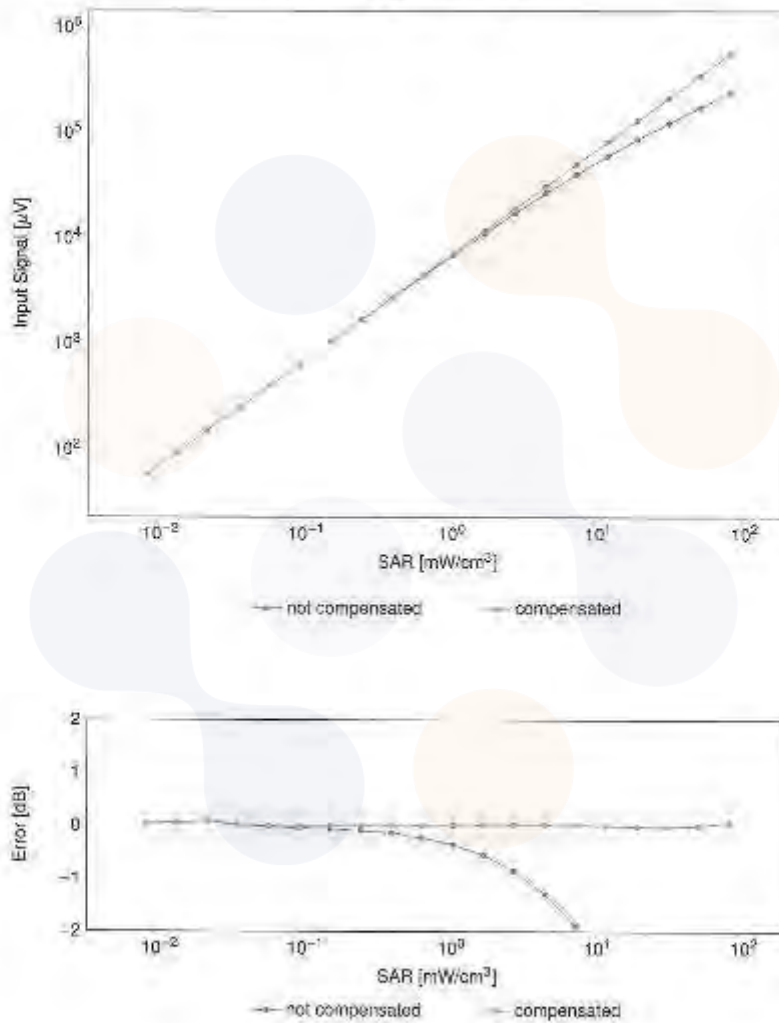 10⁶
10⁵
10⁴
10³
10²
Input Signal [µV]
10⁻² 10⁻¹ 10⁰ 10¹ 10²
SAR [mW/cm³]
not compensated compensated
2
1
0
−1
−2
Error [dB]
10⁻² 10⁻¹ 10⁰ 10¹ 10²
SAR [mW/cm³]
not compensated compensated